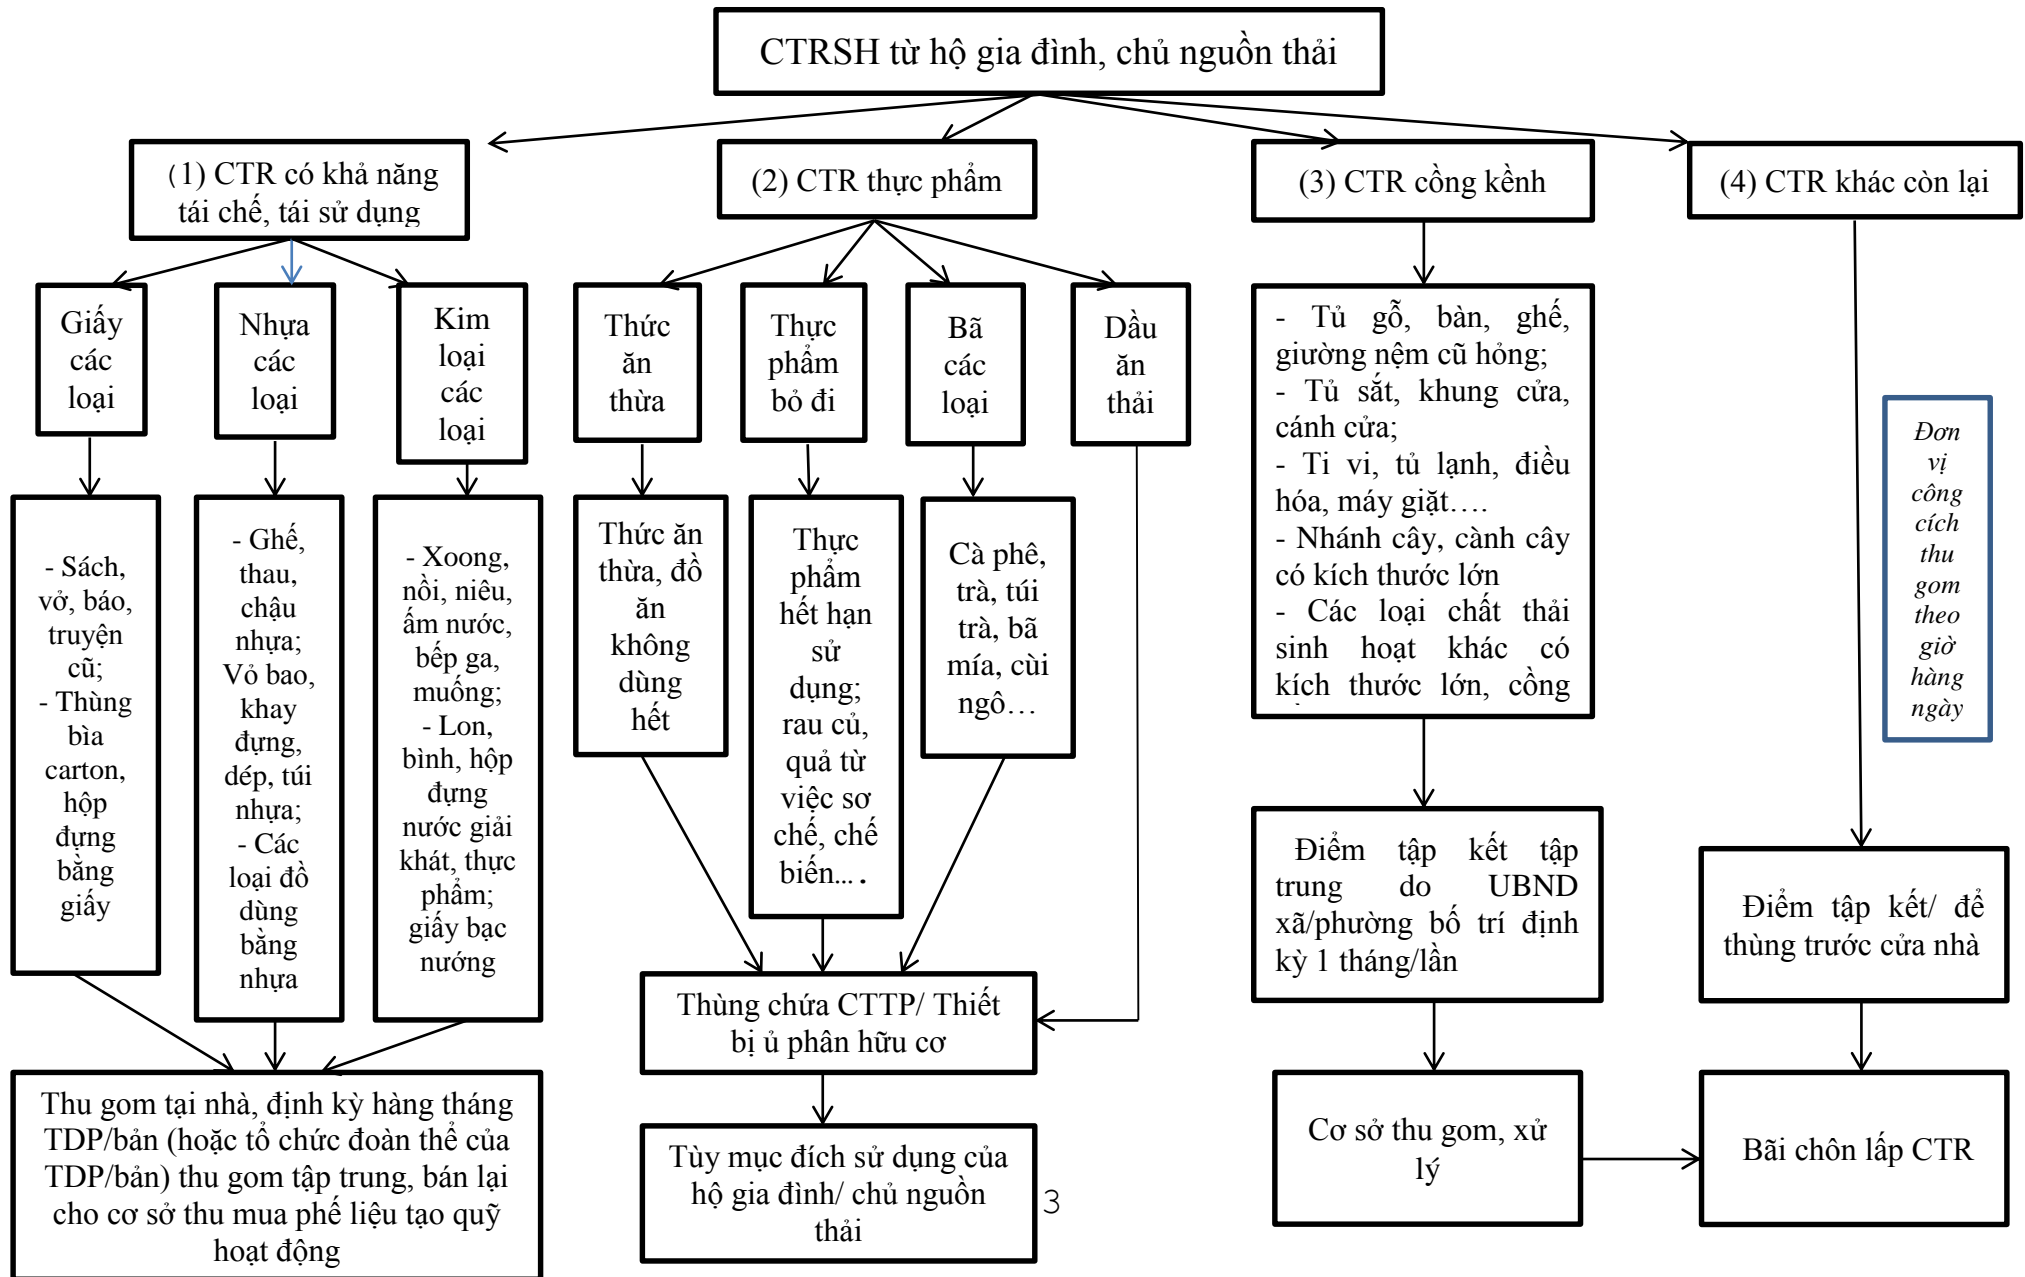 CTRSH từ hộ gia đình, chủ nguồn thải
(1) CTR có khả năng
tái chế, tái sử dụng
(2) CTR thực phẩm
(3) CTR cồng kềnh
(4) CTR khác còn lại
Giấy
các
loại
Nhựa
các
loại
Kim
loại
các
loại
Thức
ăn
thừa
Thực
phẩm
bỏ đi
Bã
các
loại
Dầu
ăn
thải
- Tủ gỗ, bàn, ghế,
giường nệm cũ hỏng;
- Tủ sắt, khung cửa,
cánh cửa;
- Ti vi, tủ lạnh, điều
hóa, máy giặt….
- Nhánh cây, cành cây
có kích thước lớn
- Các loại chất thải
sinh hoạt khác có
kích thước lớn, cồng
Đơn
vị
công
cích
thu
gom
theo
giờ
hàng
ngày
- Sách,
vở, báo,
truyện
cũ;
- Thùng
bìa
carton,
hộp
đựng
bằng
giấy
- Ghế,
thau,
chậu
nhựa;
Vỏ bao,
khay
đựng,
dép, túi
nhựa;
- Các
loại đồ
dùng
bằng
nhựa
- Xoong,
nồi, niêu,
ấm nước,
bếp ga,
muống;
- Lon,
bình, hộp
đựng
nước giải
khát, thực
phẩm;
giấy bạc
nướng
Thức ăn
thừa, đồ
ăn
không
dùng
hết
Thực
phẩm
hết hạn
sử
dụng;
rau củ,
quả từ
việc sơ
chế, chế
biến....
Cà phê,
trà, túi
trà, bã
mía, cùi
ngô…
Điểm tập kết tập
trung do UBND
xã/phường bố trí định
kỳ 1 tháng/lần
Điểm tập kết/ để
thùng trước cửa nhà
Thùng chứa CTTP/ Thiết
bị ủ phân hữu cơ
Thu gom tại nhà, định kỳ hàng tháng
TDP/bản (hoặc tổ chức đoàn thể của
TDP/bản) thu gom tập trung, bán lại
cho cơ sở thu mua phế liệu tạo quỹ
hoạt động
Tùy mục đích sử dụng của
hộ gia đình/ chủ nguồn
thải
3
Cơ sở thu gom, xử
lý
Bãi chôn lấp CTR